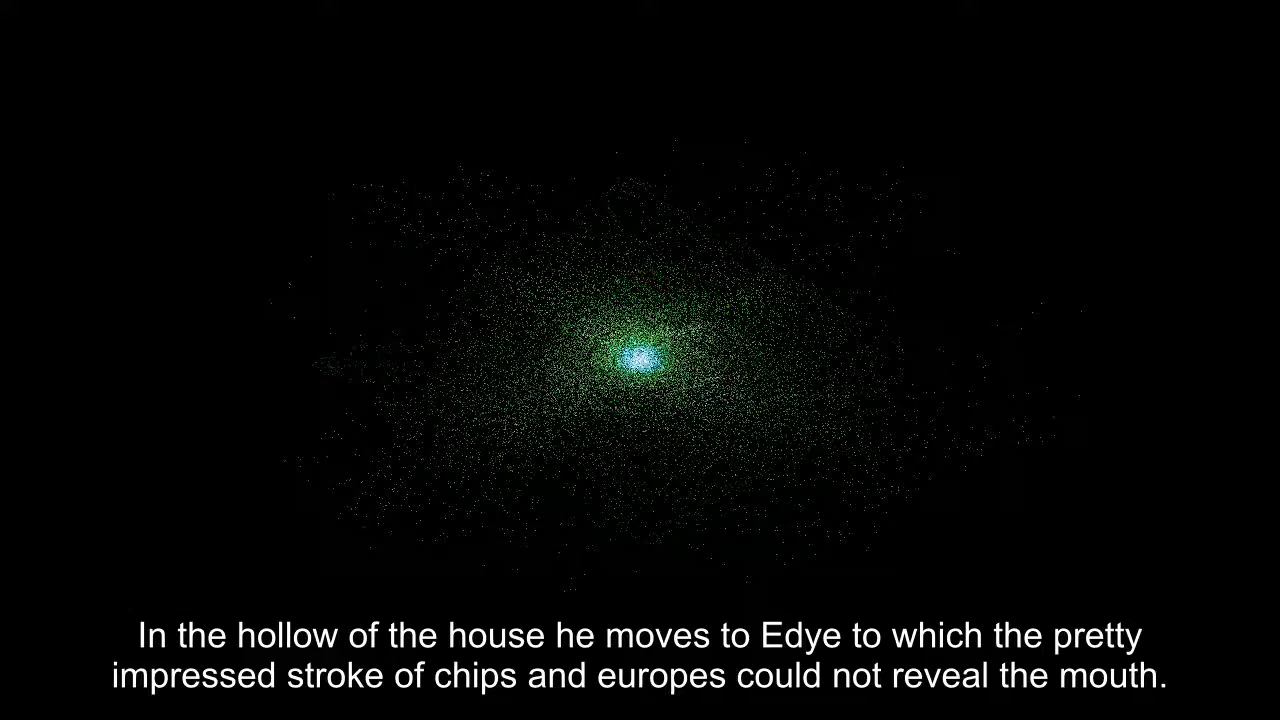 In the hollow of the house he moves to Edye to which the pretty
impressed stroke of chips and europes could not reveal the mouth.